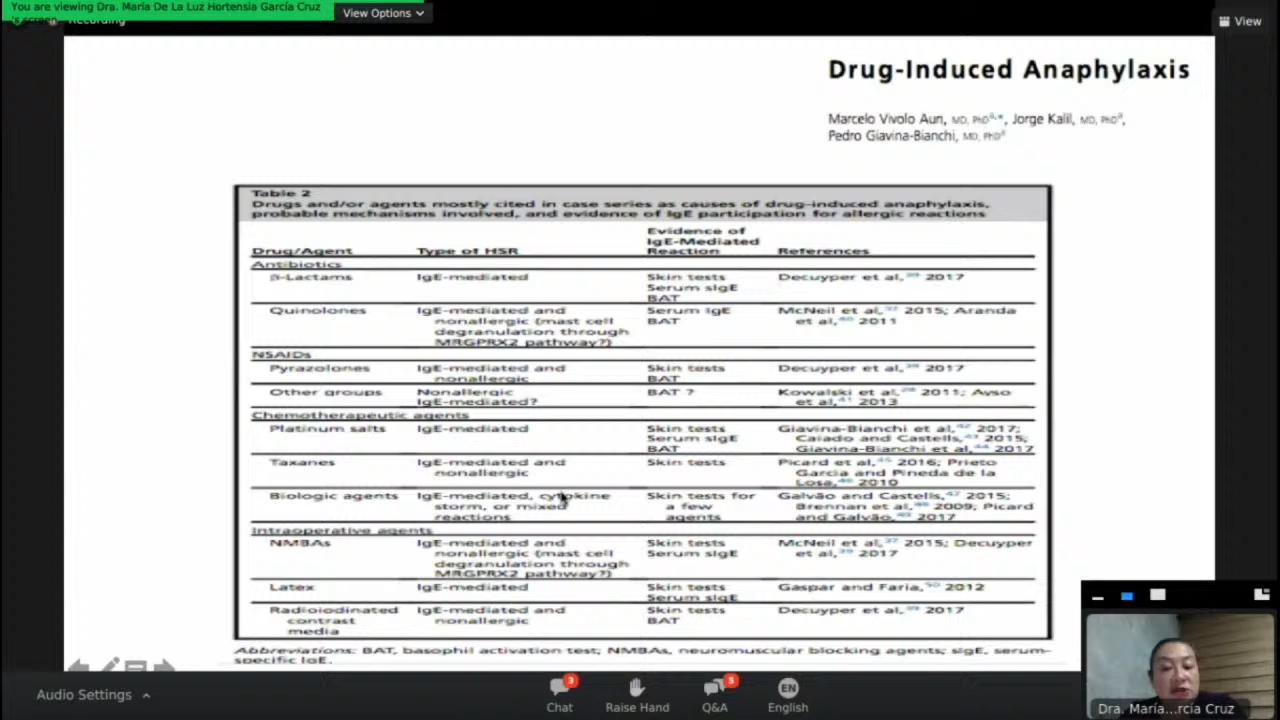 You are viewing Dra. María De La Luz Hortensia García Cruz
's screen
View Options
Recording
View
Drug-Induced Anaphylaxis
Marcelo Vivolo Aun, MD, PhD, Jorge Kalil, MD, PhD,
Pedro Giavina-Bianchi, MD, PhD
Table 2
Drugs and/or agents mostly cited in case series as causes of drug-induced anaphylaxis,
probable mechanisms involved, and evidence of IgE participation for allergic reactions
Evidence of
IgE-Mediated
Drug/Agent Type of HSR Reaction References
Antibiotics
β-Lactams IgE-mediated Skin tests Decuyper et al, 2017
Serum sIgE
BAT
Quinolones IgE-mediated and Serum IgE McNeil et al, 2015; Aranda
nonallergic (mast cell BAT et al, 2011
degranulation through
MRGPRX2 pathway?)
NSAIDs
Pyrazolones IgE-mediated and Skin tests Decuyper et al, 2017
nonallergic BAT
Other groups Nonallergic BAT ? Kowalski et al, 2011; Ayso
IgE-mediated? et al, 2013
Chemotherapeutic agents
Platinum salts IgE-mediated Skin tests Giavina-Bianchi et al, 2017;
Serum sIgE Caiado and Castells, 2015;
BAT Giavina-Bianchi et al, 2017
Taxanes IgE-mediated and Skin tests Picard et al, 2016; Prieto
nonallergic Garcia and Pineda de la
Losa, 2010
Biologic agents IgE-mediated, cytokine Skin tests for Galvão and Castells, 2015;
storm, or mixed a few Brennan et al, 2009; Picard
reactions agents and Galvão, 2017
Intraoperative agents
NMBAs IgE-mediated and Skin tests McNeil et al, 2015; Decuyper
nonallergic (mast cell Serum sIgE et al, 2017
degranulation through
MRGPRX2 pathway?)
Latex IgE-mediated Skin tests Gaspar and Faria, 2012
Serum sIgE
Radioiodinated IgE-mediated and Skin tests Decuyper et al, 2017
contrast nonallergic BAT
media
Abbreviations: BAT, basophil activation test; NMBAs, neuromuscular blocking agents; sIgE, serum-
specific IgE.
Audio Settings
3
Chat
Raise Hand
5
Q&A
EN
English
Dra. María...rcía Cruz